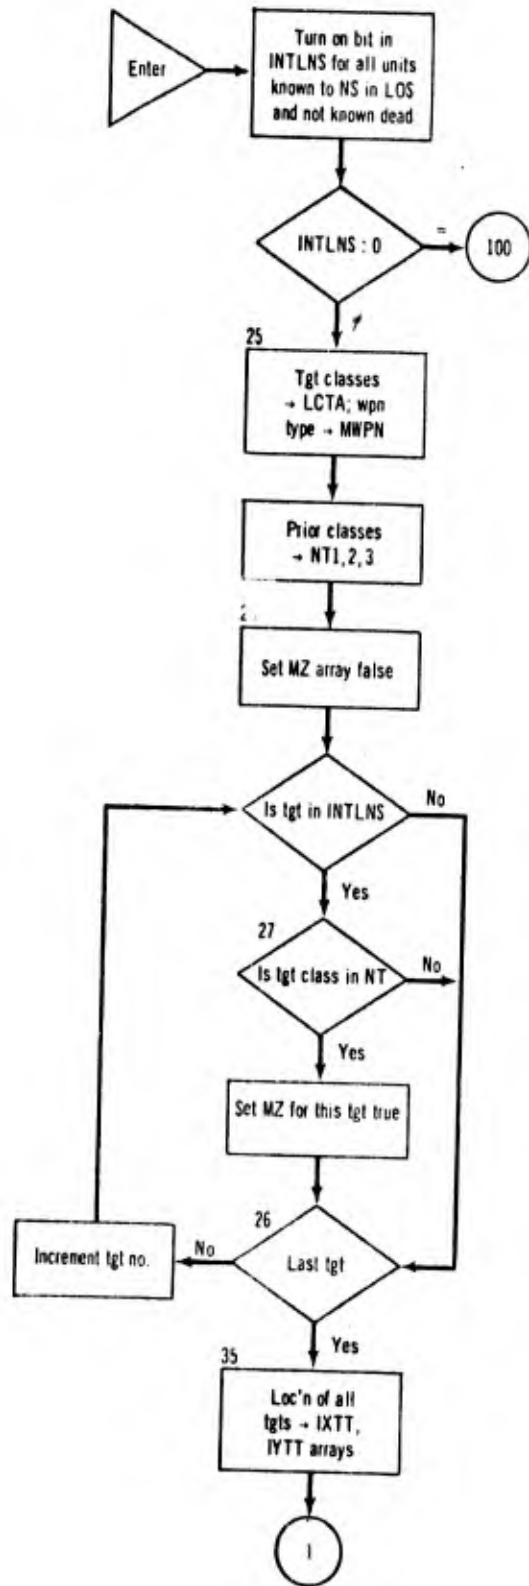 Enter
Turn on bit in
INTLNS for all units
known to NS in LOS
and not known dead
INTLNS : 0
=
100
≠
25
Tgt classes
→ LCTA; wpn
type → MWPN
Prior classes
→ NT1, 2, 3
Set MZ array false
Is tgt in INTLNS
No
Yes
27
Is tgt class in NT
No
Yes
Set MZ for this tgt true
26
Last tgt
No
Increment tgt no.
Yes
35
Loc'n of all
tgts → IXTT,
IYTT arrays
1